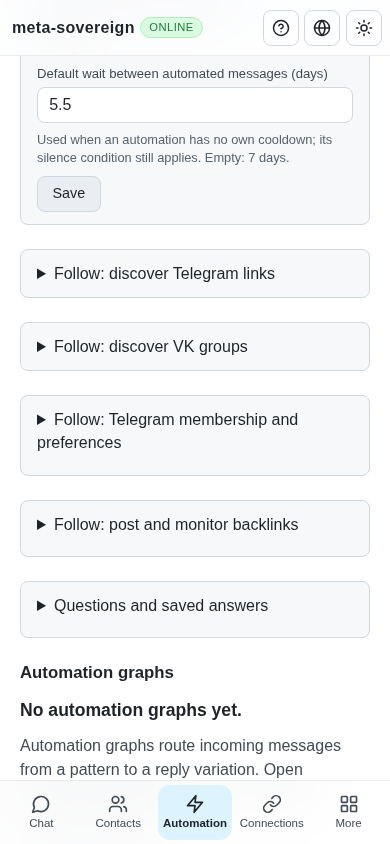 meta-sovereign ONLINE
Default wait between automated messages (days)
5.5
Used when an automation has no own cooldown; its
silence condition still applies. Empty: 7 days.
Save
Follow: discover Telegram links
Follow: discover VK groups
Follow: Telegram membership and
preferences
Follow: post and monitor backlinks
Questions and saved answers
Automation graphs
No automation graphs yet.
Automation graphs route incoming messages
from a pattern to a reply variation. Open
Chat Contacts Automation Connections More